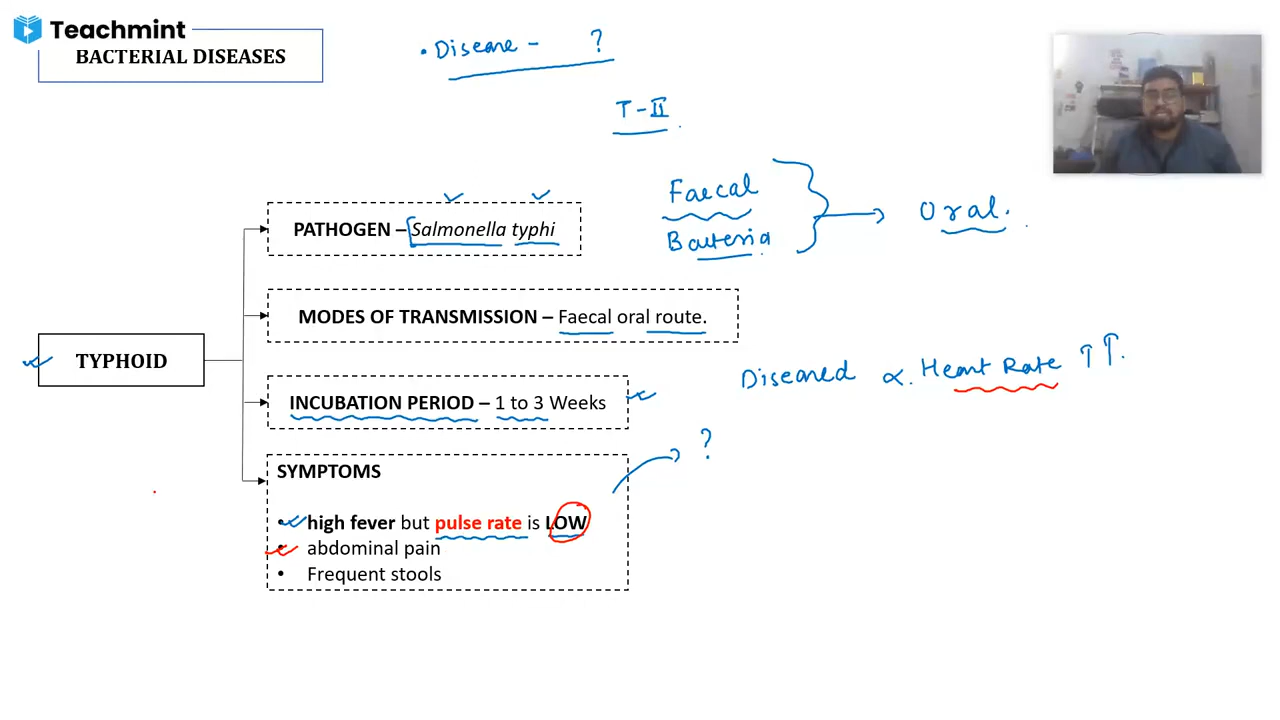 Teachmint
BACTERIAL DISEASES
• Disease – ?
T-II
Faecal
Bacteria
Oral.
PATHOGEN – Salmonella typhi
MODES OF TRANSMISSION – Faecal oral route.
TYPHOID
Diseased ∝ Heart Rate ↑↑.
INCUBATION PERIOD – 1 to 3 Weeks
?
SYMPTOMS
• high fever but pulse rate is LOW
• abdominal pain
• Frequent stools